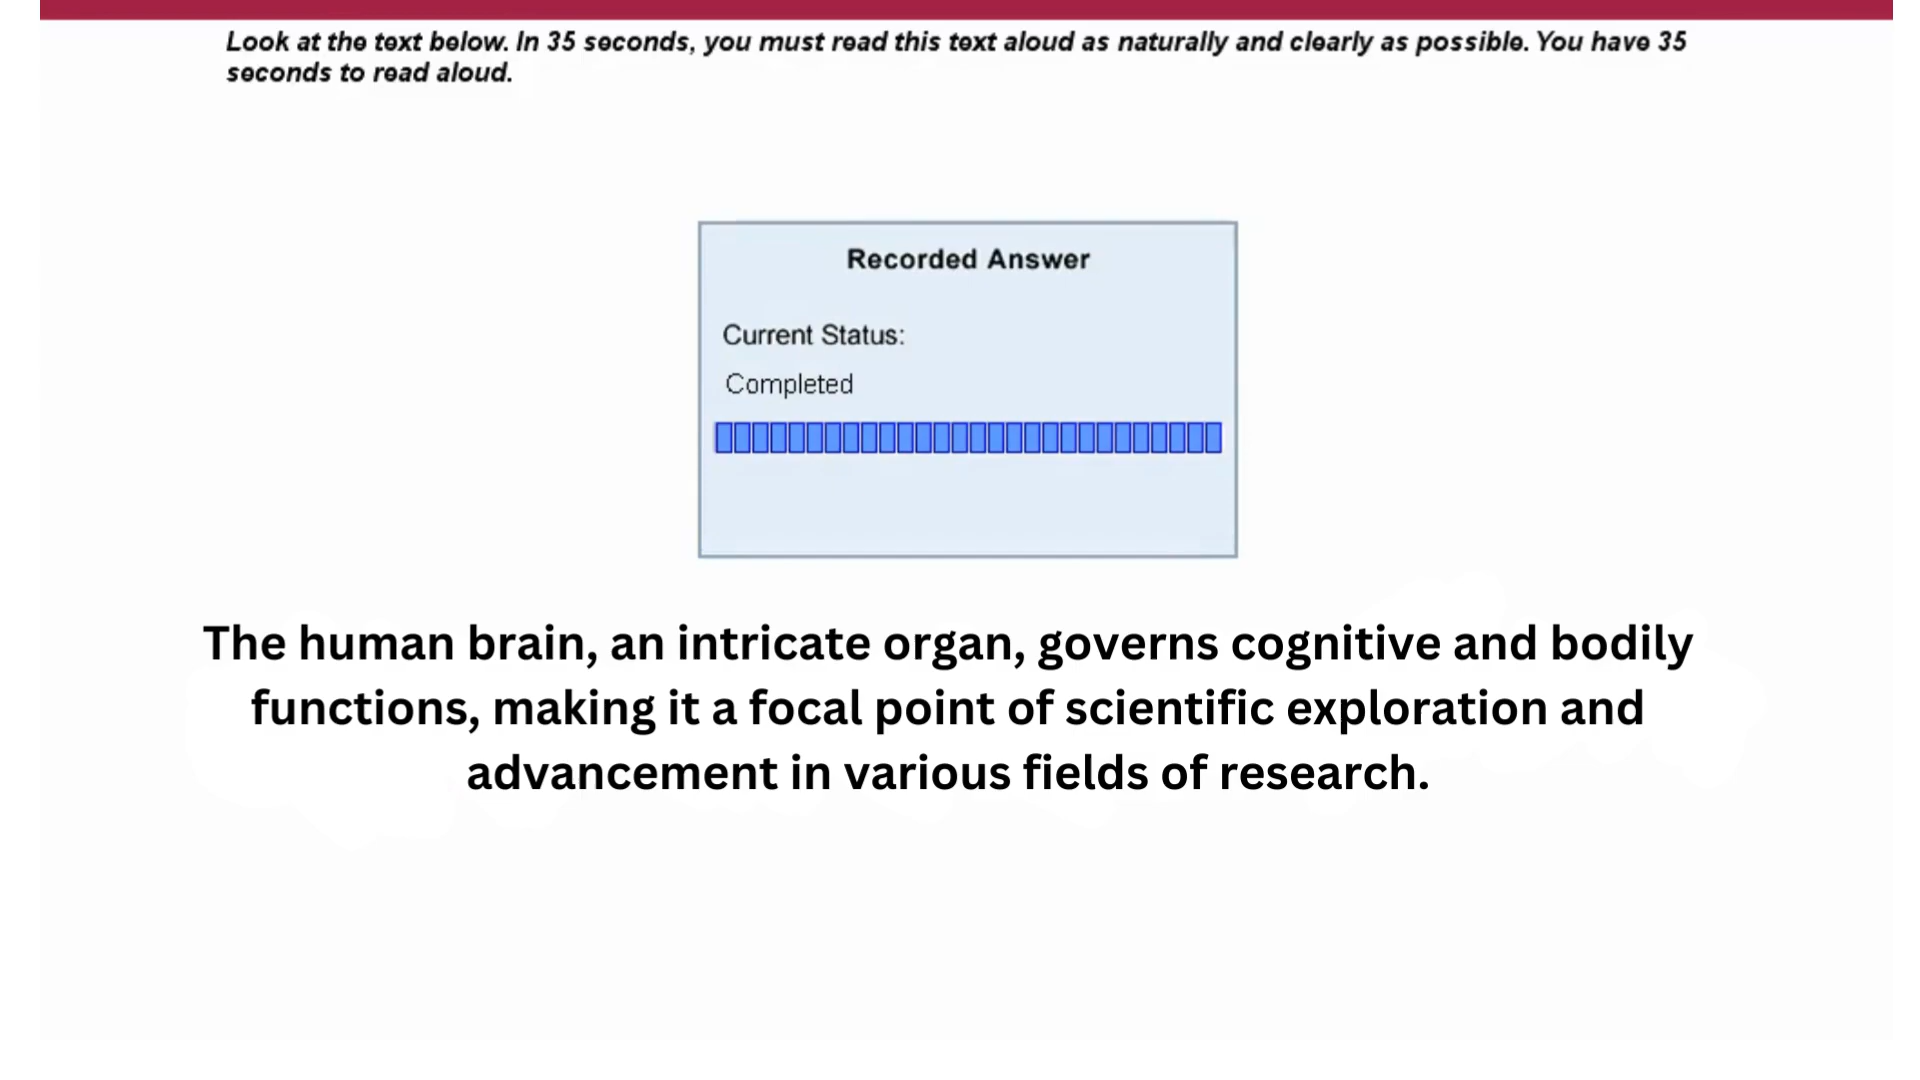 Look at the text below. In 35 seconds, you must read this text aloud as naturally and clearly as possible. You have 35
seconds to read aloud.
Recorded Answer
Current Status:
Completed
The human brain, an intricate organ, governs cognitive and bodily
functions, making it a focal point of scientific exploration and
advancement in various fields of research.